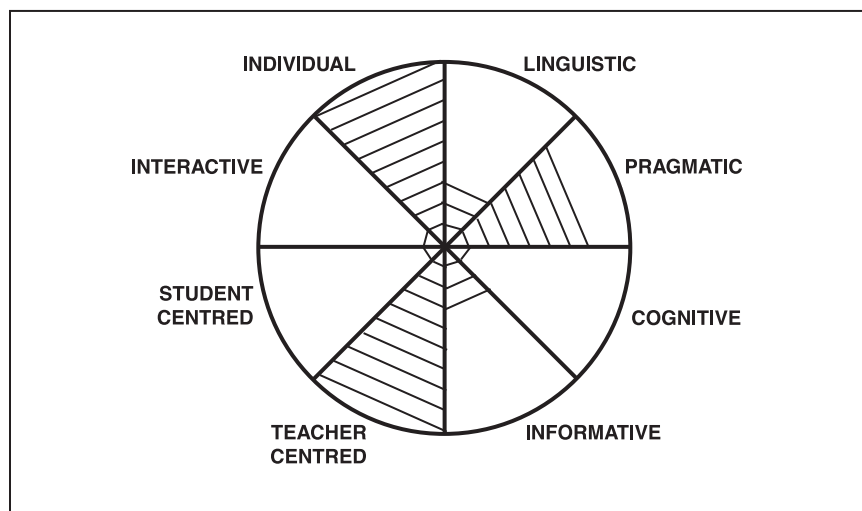 INDIVIDUAL
LINGUISTIC
INTERACTIVE
PRAGMATIC
STUDENT
CENTRED
COGNITIVE
TEACHER
CENTRED
INFORMATIVE